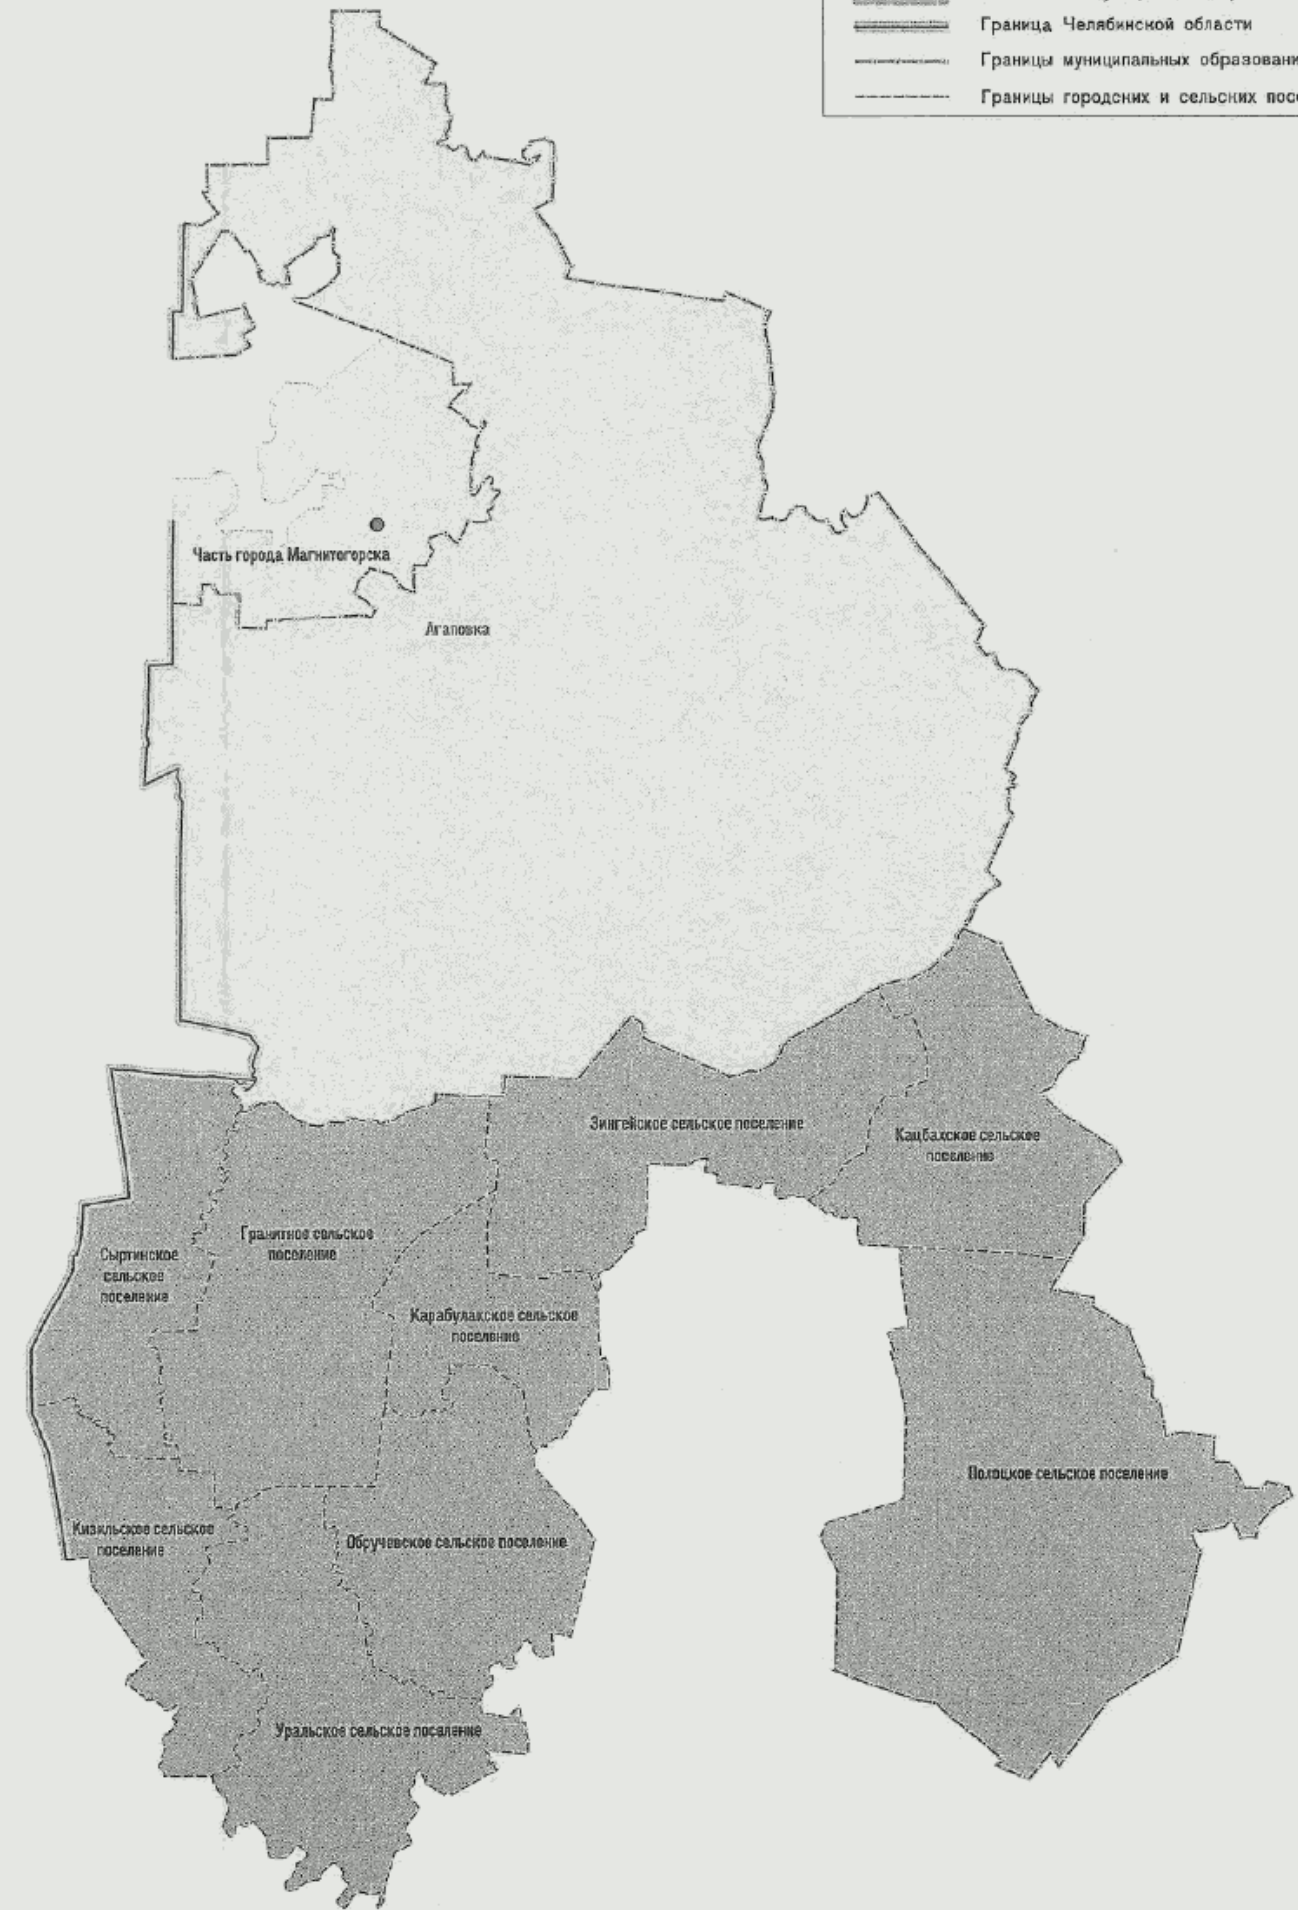 Граница Челябинской области
Границы муниципальных
Границы городских и сельских
Часть города Магнитогорска
Агаповка
Зингейское сельское поселение
Кацбахское сельское
поселение
Гранитное сельское
поселение
Сыртинское
сельское
поселение
Карабулакское сельское
поселение
Полоцкое сельское поселение
Кизильское сельское
поселение
Обручевское сельское поселение
Уральское сельское поселение